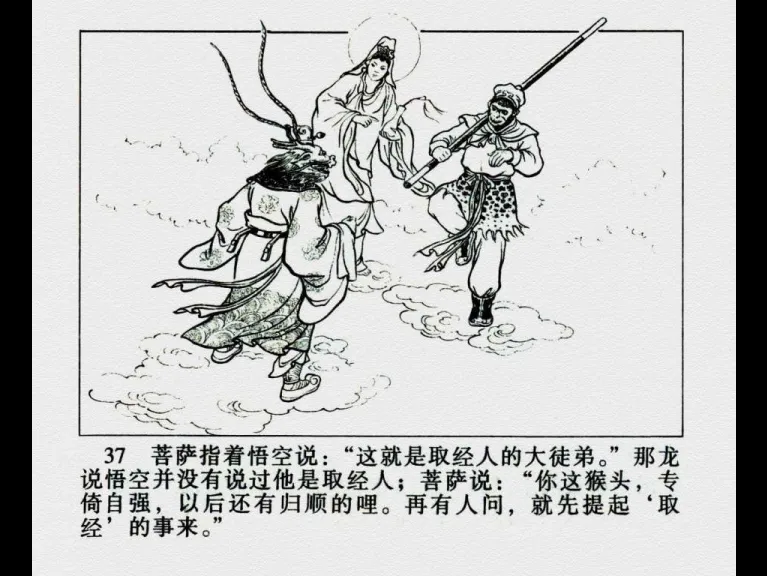 37 菩萨指着悟空说：“这就是取经人的大徒弟。”那龙
说悟空并没有说过他是取经人；菩萨说：“你这猴头，专
倚自强，以后还有归顺的哩。再有人问，就先提起‘取
经’的事来。”